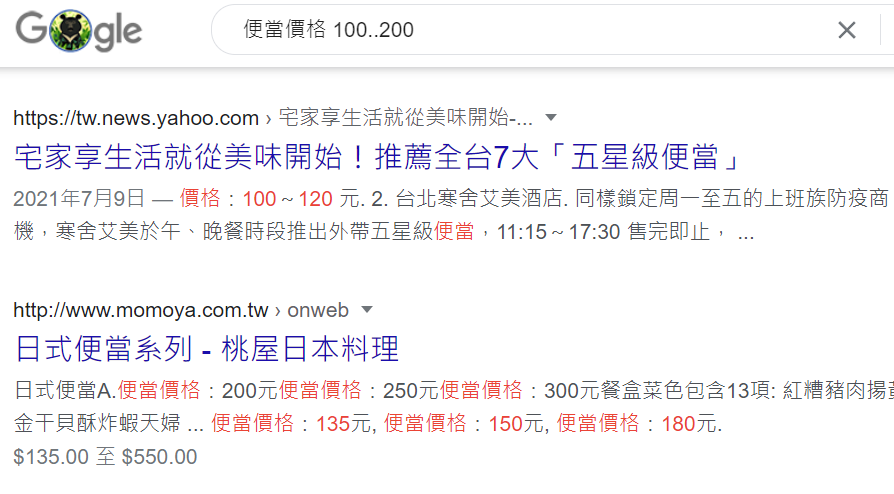 Google
便當價格 100..200
https://tw.news.yahoo.com › 宅家享生活就從美味開始-...
宅家享生活就從美味開始！推薦全台7大「五星級便當」
2021年7月9日 — 價格：100～120 元. 2. 台北寒舍艾美酒店. 同樣鎖定周一至五的上班族防疫商
機，寒舍艾美於午、晚餐時段推出外帶五星級便當，11:15～17:30 售完即止， ...
http://www.momoya.com.tw › onweb
日式便當系列 - 桃屋日本料理
日式便當A.便當價格：200元便當價格：250元便當價格：300元餐盒菜色包含13項: 紅糟豬肉揚
金干貝酥炸蝦天婦 ... 便當價格：135元, 便當價格：150元, 便當價格：180元.
$135.00 至 $550.00